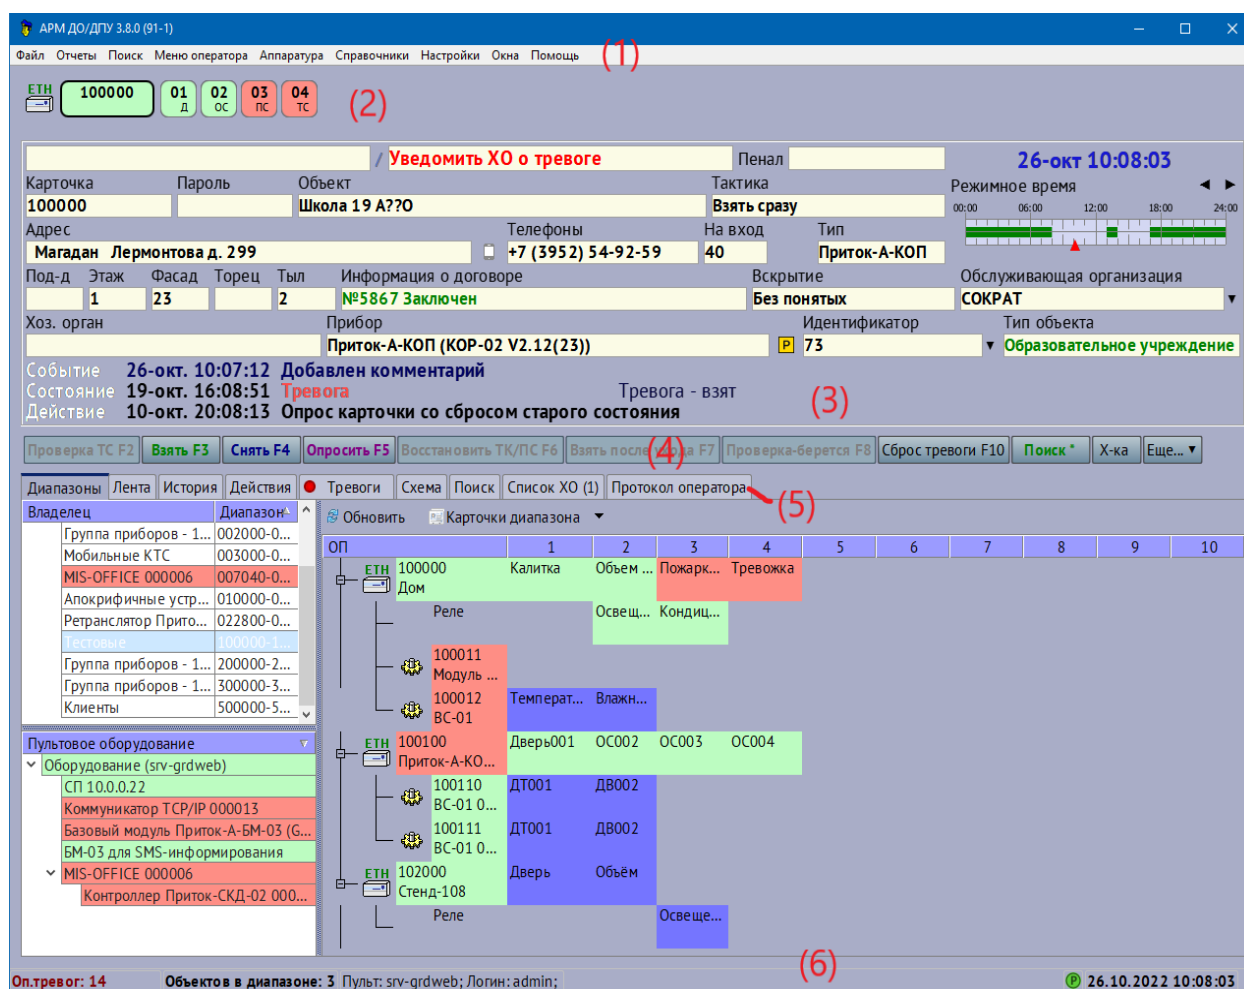 АРМ ДО/ДПУ 3.8.0 (91-1)
Файл Отчеты Поиск Меню оператора Аппаратура Справочники Настройки Окна Помощь (1)
ETH 100000 01 Д 02 ОС 03 ПС 04 ТС (2)
/ Уведомить ХО о тревоге Пенал 26-окт 10:08:03
Карточка Пароль Объект Тактика Режимное время
100000 Школа 19 А??О Взять сразу 00:00 06:00 12:00 18:00 24:00
Адрес Телефоны На вход Тип
Магадан Лермонтова д. 299 +7 (3952) 54-92-59 40 Приток-А-КОП
Под-д Этаж Фасад Торец Тыл Информация о договоре Вскрытие Обслуживающая организация
1 23 2 №5867 Заключен Без понятых СОКРАТ
Хоз. орган Прибор Идентификатор Тип объекта
Приток-А-КОП (КОР-02 V2.12(23)) P 73 Образовательное учреждение
Событие 26-окт. 10:07:12 Добавлен комментарий
Состояние 19-окт. 16:08:51 Тревога Тревога - взят (3)
Действие 10-окт. 20:08:13 Опрос карточки со сбросом старого состояния
Проверка ТС F2 Взять F3 Снять F4 Опросить F5 Восстановить ТК/ПС F6 Взять после ухода F7 (4) Проверка-берется F8 Сброс тревоги F10 Поиск * Х-ка Еще...
Диапазоны Лента История Действия Тревоги Схема Поиск Список ХО (1) Протокол оператора (5)
Владелец Диапазон
Группа приборов - 1... 002000-0...
Мобильные КТС 003000-0...
MIS-OFFICE 000006 007040-0...
Апокрифичные устр... 010000-0...
Ретранслятор Прито... 022800-0...
Тестовые 100000-1...
Группа приборов - 1... 200000-2...
Группа приборов - 1... 300000-3...
Клиенты 500000-5...
Пультовое оборудование
Оборудование (srv-grdweb)
СП 10.0.0.22
Коммуникатор TCP/IP 000013
Базовый модуль Приток-А-БМ-03 (G...
БМ-03 для SMS-информирования
MIS-OFFICE 000006
Контроллер Приток-СКД-02 000...
Обновить Карточки диапазона
ОП 1 2 3 4 5 6 7 8 9 10
ETH 100000 Калитка Объем ... Пожарк... Тревожка
Дом
Реле Освещ... Кондиц...
100011
Модуль ...
100012 Температ... Влажн...
ВС-01
ETH 100100 Дверь001 ОС002 ОС003 ОС004
Приток-А-КО...
100110 ДТ001 ДВ002
ВС-01 0...
100111 ДТ001 ДВ002
ВС-01 0...
ETH 102000 Дверь Объём
Стенд-108
Реле Освеще...
(6)
Оп.тревог: 14 Объектов в диапазоне: 3 Пульт: srv-grdweb; Логин: admin; P 26.10.2022 10:08:03